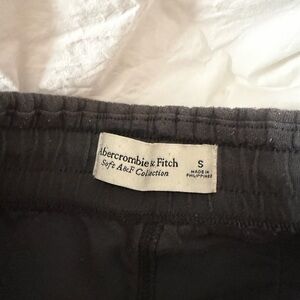 Abercrombie & Fitch
Soft A&F Collection
S
MADE IN
PHILIPPINES